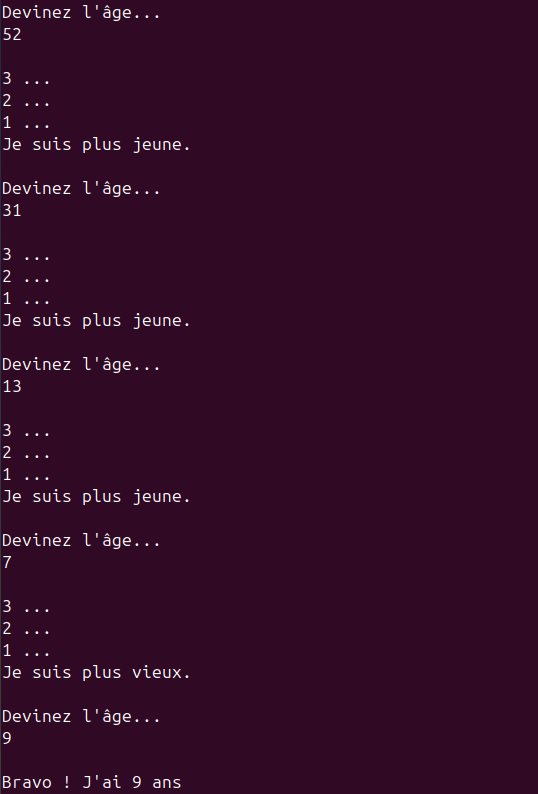 Devinez l'âge...
52
3 ...
2 ...
1 ...
Je suis plus jeune.
Devinez l'âge...
31
3 ...
2 ...
1 ...
Je suis plus jeune.
Devinez l'âge...
13
3 ...
2 ...
1 ...
Je suis plus jeune.
Devinez l'âge...
7
3 ...
2 ...
1 ...
Je suis plus vieux.
Devinez l'âge...
9
Bravo ! J'ai 9 ans